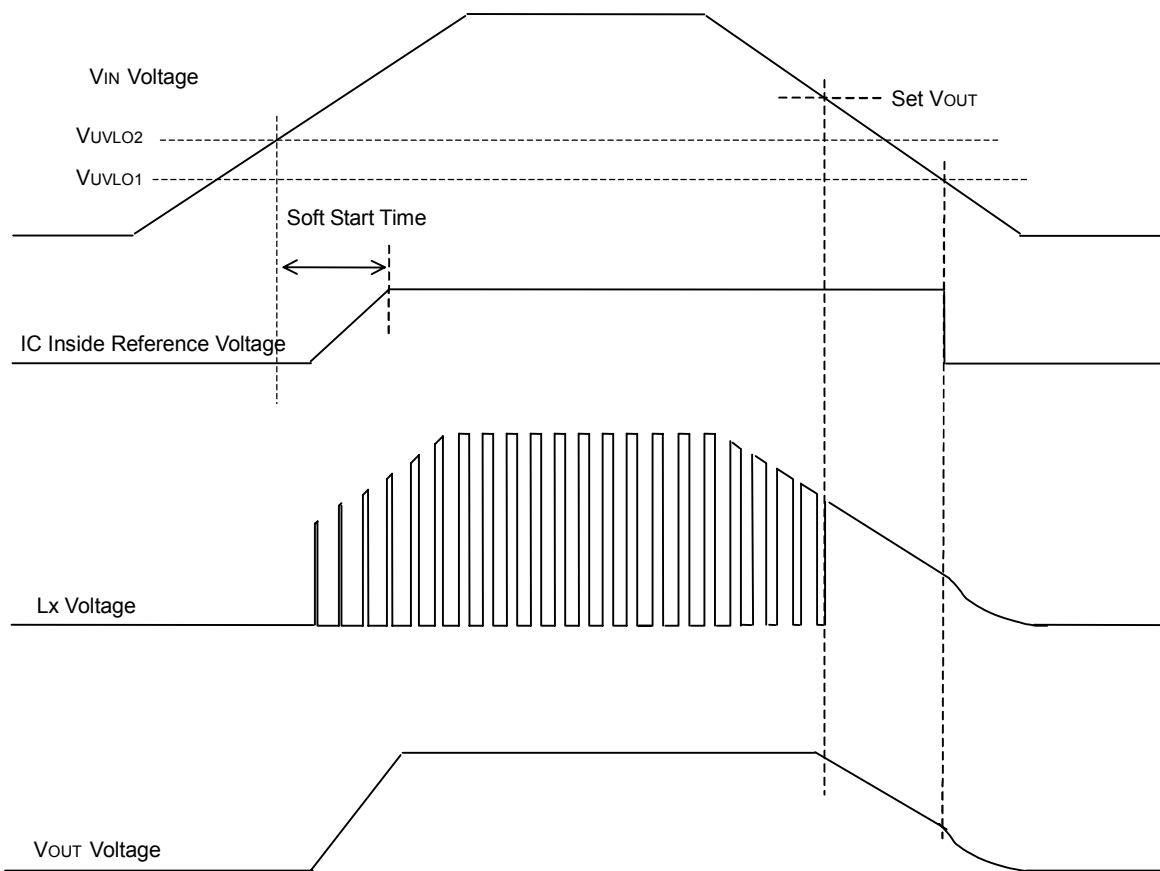 VIN Voltage
Set VOUT
VUVLO2
VUVLO1
Soft Start Time
IC Inside Reference Voltage
Lx Voltage
VOUT Voltage